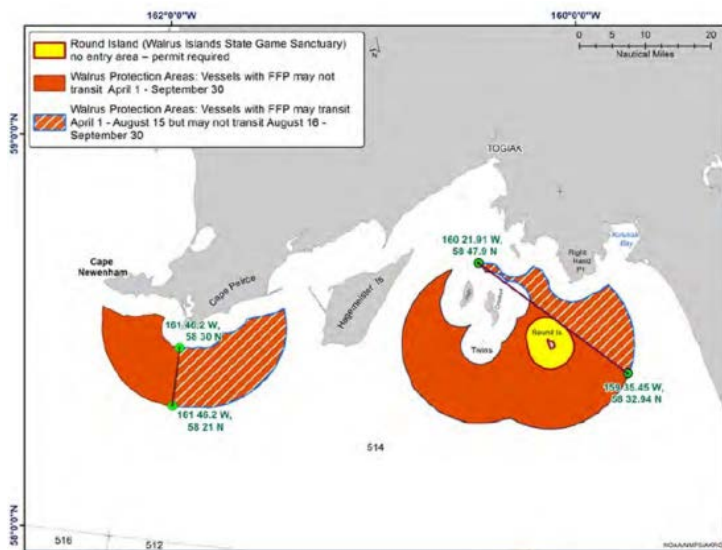 162°0'0"W
160°0'0"W
Round Island (Walrus Islands State Game Sanctuary)
no entry area – permit required
Walrus Protection Areas: Vessels with FFP may not
transit April 1 - September 30
Walrus Protection Areas: Vessels with FFP may transit
April 1 - August 15 but may not transit August 16 -
September 30
0 5 10 20
Nautical Miles
59°0'0"N
TOGIAK
160 21.91 W,
58 47.9 N
Right
Hand
Pt
Bay
Cape
Newenham
Cape Peirce
Hagemeister Is
161 46.2 W,
58 30 N
Round Is.
Twins
159 35.45 W,
58 32.94 N
161 46.2 W,
58 21 N
514
58°0'0"N
516
512
NOAA/NMFS/AKRO